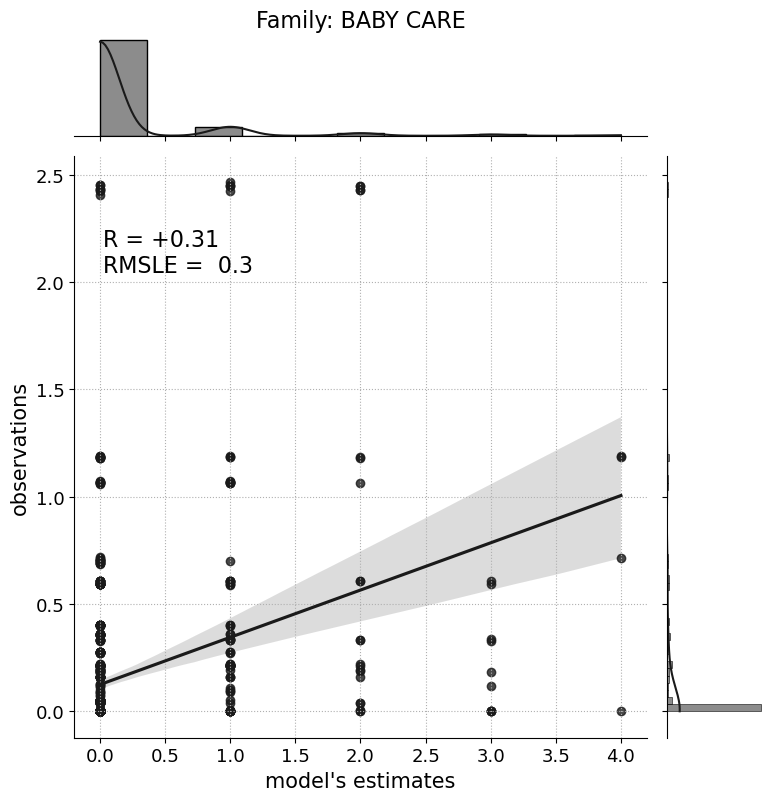 Family: BABY CARE
2.5
R = +0.31
RMSLE =  0.3
2.0
1.5
observations
1.0
0.5
0.0
0.0 0.5 1.0 1.5 2.0 2.5 3.0 3.5 4.0
model's estimates